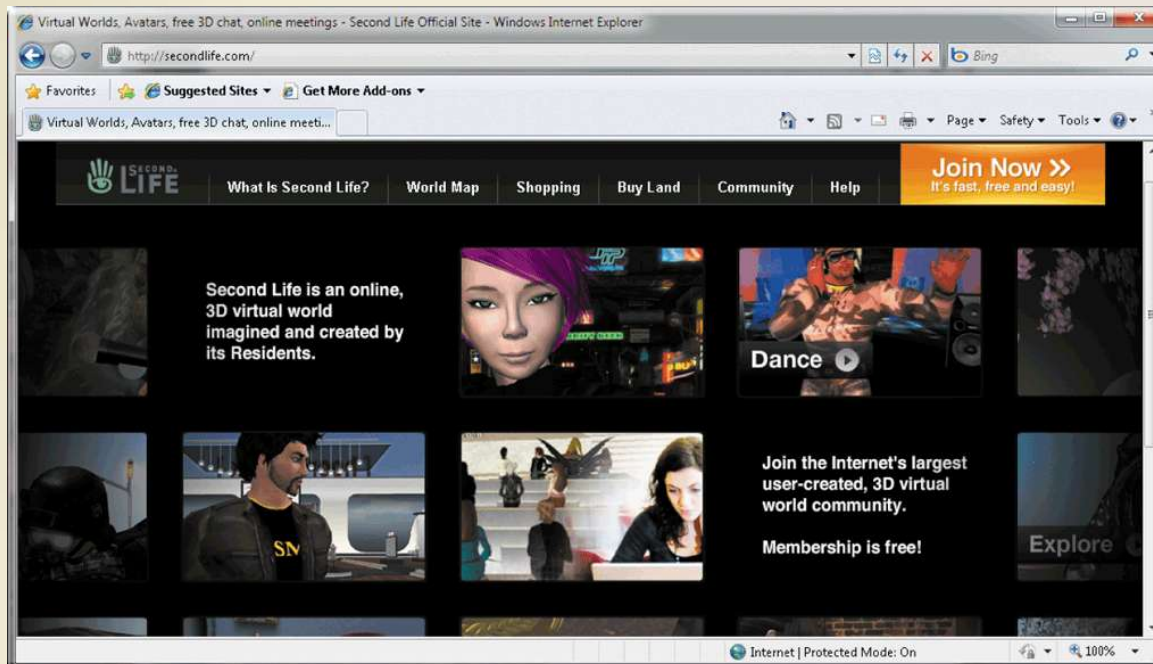 Virtual Worlds, Avatars, free 3D chat, online meetings - Second Life Official Site - Windows Internet Explorer
http://secondlife.com/
Bing
Favorites Suggested Sites Get More Add-ons
Virtual Worlds, Avatars, free 3D chat, online meeti...
Page Safety Tools
SECOND LIFE
What Is Second Life? World Map Shopping Buy Land Community Help
Join Now >>
It's fast, free and easy!
Second Life is an online,
3D virtual world
imagined and created by
its Residents.
Dance
SM
Join the Internet's largest
user-created, 3D virtual
world community.
Membership is free!
Explore
Internet | Protected Mode: On
100%